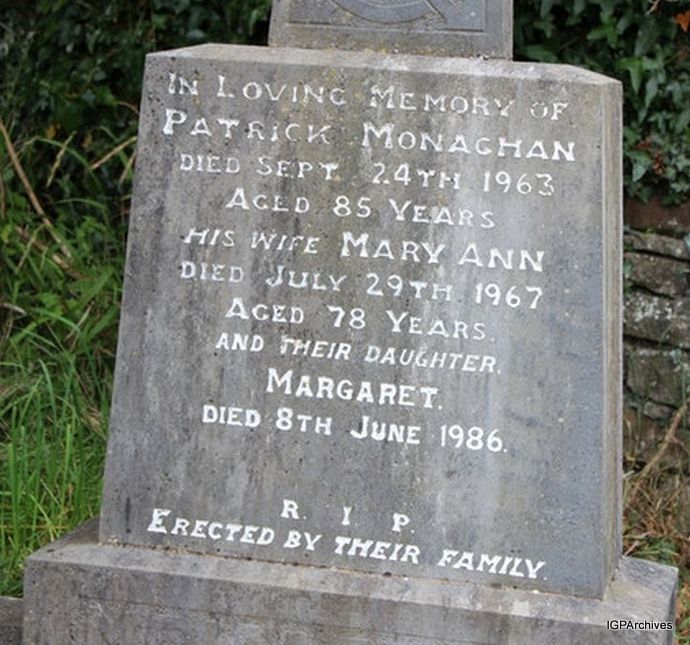 In Loving Memory of
Patrick Monaghan
died Sept. 24th 1963
Aged 85 Years
his wife Mary Ann
died July 29th 1967
Aged 78 Years.
and their daughter,
Margaret.
died 8th June 1986.
R. I. P.
Erected by their family.
IGPArchives